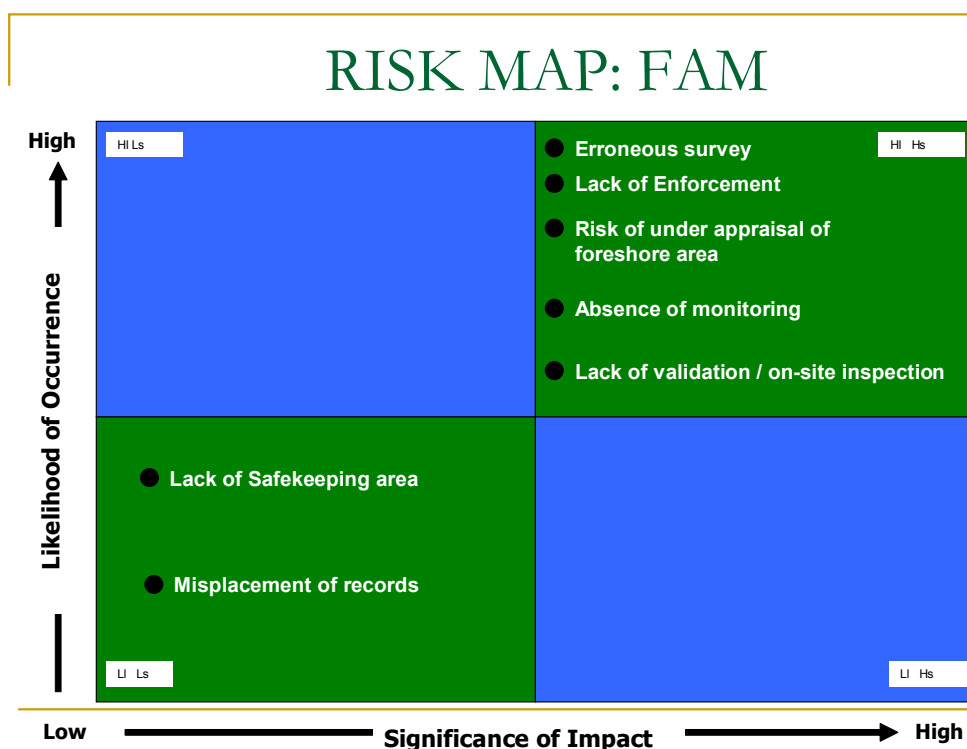 RISK MAP: FAM
High
Hl Ls
Hl Hs
Erroneous survey
Lack of Enforcement
Risk of under appraisal of
foreshore area
Absence of monitoring
Lack of validation / on-site inspection
Likelihood of Occurrence
Lack of Safekeeping area
Misplacement of records
Ll Ls
Ll Hs
Low
Significance of Impact
High